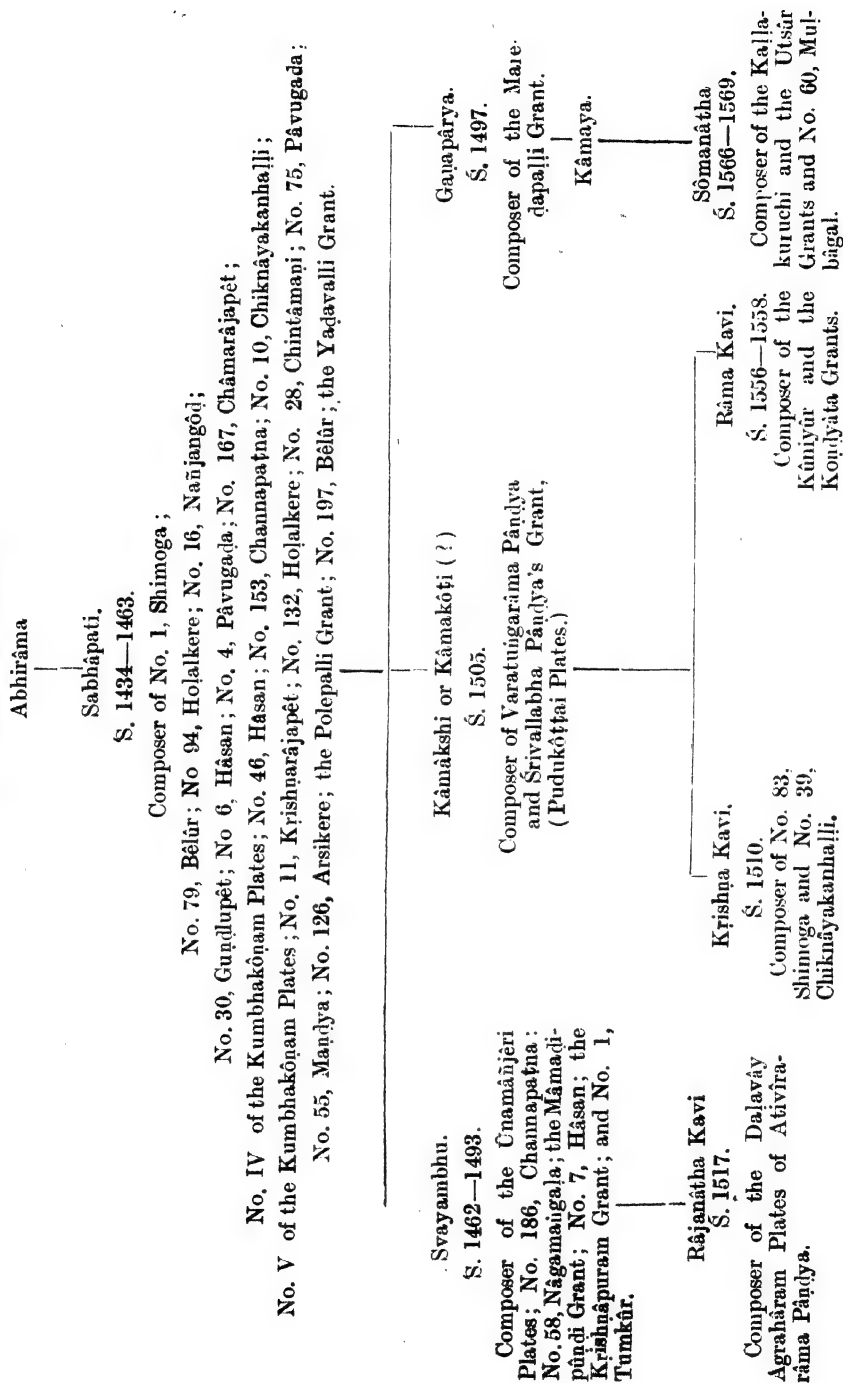 Abhirâma
Sabhâpati.
Ś. 1434—1463.
Composer of No. 1, Shimoga;
No. 79, Bêlûr; No 94, Hoḷalkere; No. 16, Nañjangôḍ;
No. 30, Guṇḍlupêt; No 6, Hâsan; No. 4, Pâvugaḍa; No. 167, Châmarâjapêt;
No. IV of the Kumbhakôṇam Plates; No. 46, Hâsan; No. 153, Channapaṭna; No. 10, Chiknâyakanhaḷḷi;
No. V of the Kumbhakôṇam Plates; No. 11, Kṛishṇarâjapêt; No. 132, Hoḷalkere; No. 28, Chintâmaṇi; No. 75, Pâvugada;
No. 55, Maṇḍya; No. 126, Arsikere; the Polepalli Grant; No. 197, Bêlûr; the Yaḍavalli Grant.
Svayambhu.
Ś. 1462—1493.
Composer of the Ûnamâñjêri
Plates; No. 186, Channapaṭna:
No. 58, Nâgamaṅgala; the Mâmaḍi-
pûṇḍi Grant; No. 7, Hâsan; the
Kṛishṇâpuram Grant; and No. 1,
Tumkûr.
Râjanâtha Kavi
Ś. 1517.
Composer of the Daḷavây
Agrahâram Plates of Ativîra-
râma Pâṇḍya.
Kâmâkshi or Kâmakôṭi (?)
Ś. 1505.
Composer of Varatuṅgarâma Pâṇḍya
and Śrivallabha Pâṇḍya's Grant,
(Pudukôṭṭai Plates.)
Kṛishṇa Kavi.
Ś. 1510.
Composer of No. 83,
Shimoga and No. 39,
Chiknâyakanhaḷḷi.
Râma Kavi.
Ś. 1556—1558.
Composer of the
Kûniyûr and the
Koṇḍyâta Grants.
Gaṇapârya.
Ś. 1497.
Composer of the Mare-
ḍapaḷḷi Grant.
Kâmaya.
Sômanâtha
Ś. 1566—1569.
Composer of the Kaḷḷa-
kuruchi and the Utsûr
Grants and No. 60, Muḷ-
bâgal.